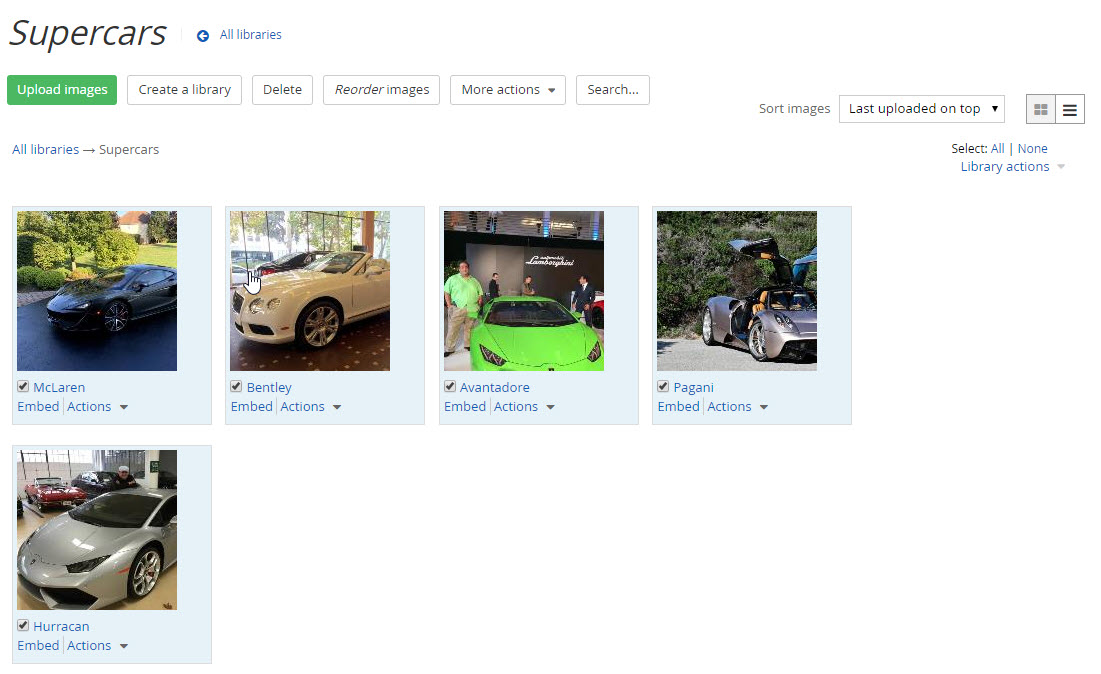 Supercars All libraries
Upload images Create a library Delete Reorder images More actions Search...
Sort images Last uploaded on top
All libraries → Supercars
Select: All | None
Library actions
automobili
Lamborghini
McLaren
Embed Actions
Bentley
Embed Actions
Avantadore
Embed Actions
Pagani
Embed Actions
Hurracan
Embed Actions